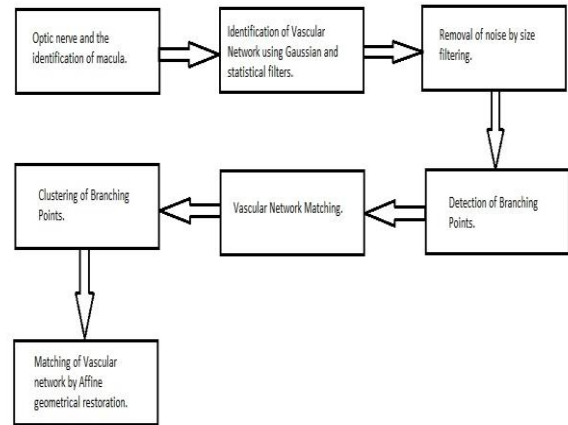 Optic nerve and the
identification of macula.
Identification of Vascular
Network using Gaussian and
statistical filters.
Removal of noise by size
filtering.
Detection of Branching
Points.
Vascular Network Matching.
Clustering of Branching
Points.
Matching of Vascular
network by Affine
geometrical restoration.